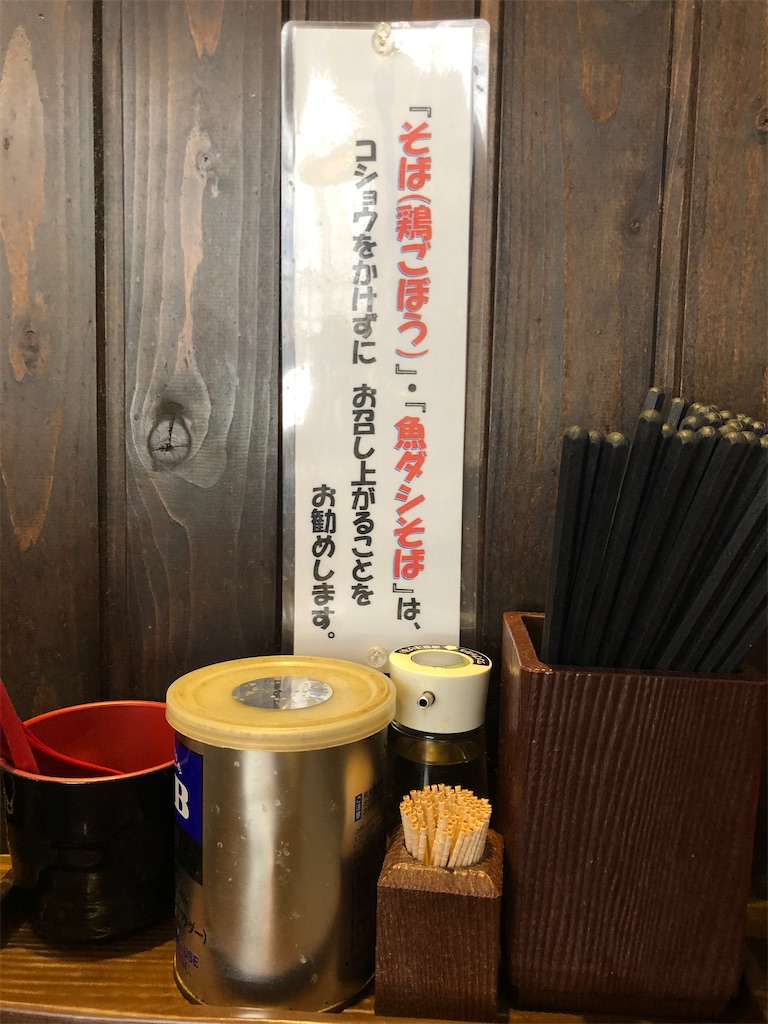 『そば(鶏ごぼう)』・『魚ダシそば』は、
コショウをかけずに お召し上がることを
お勧めします。
B